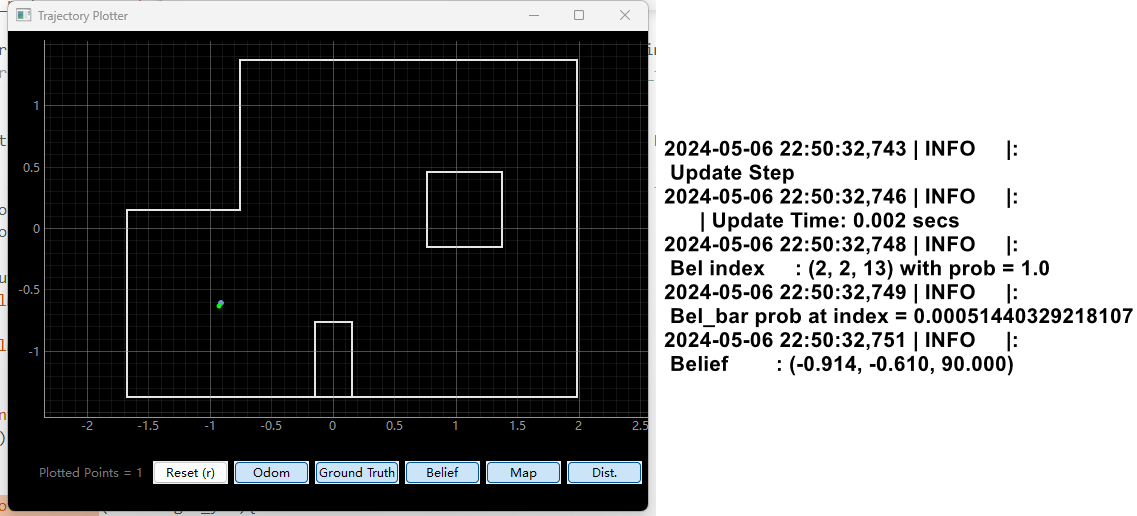 Trajectory Plotter
1
0.5
0
-0.5
-1
-2
-1.5
-1
-0.5
0
0.5
1
1.5
2
2.5
Plotted Points = 1
Reset (r)
Odom
Ground Truth
Belief
Map
Dist.
2024-05-06 22:50:32,743 | INFO |:
Update Step
2024-05-06 22:50:32,746 | INFO |:
| Update Time: 0.002 secs
2024-05-06 22:50:32,748 | INFO |:
Bel index : (2, 2, 13) with prob = 1.0
2024-05-06 22:50:32,749 | INFO |:
Bel_bar prob at index = 0.00051440329218107
2024-05-06 22:50:32,751 | INFO |:
Belief : (-0.914, -0.610, 90.000)